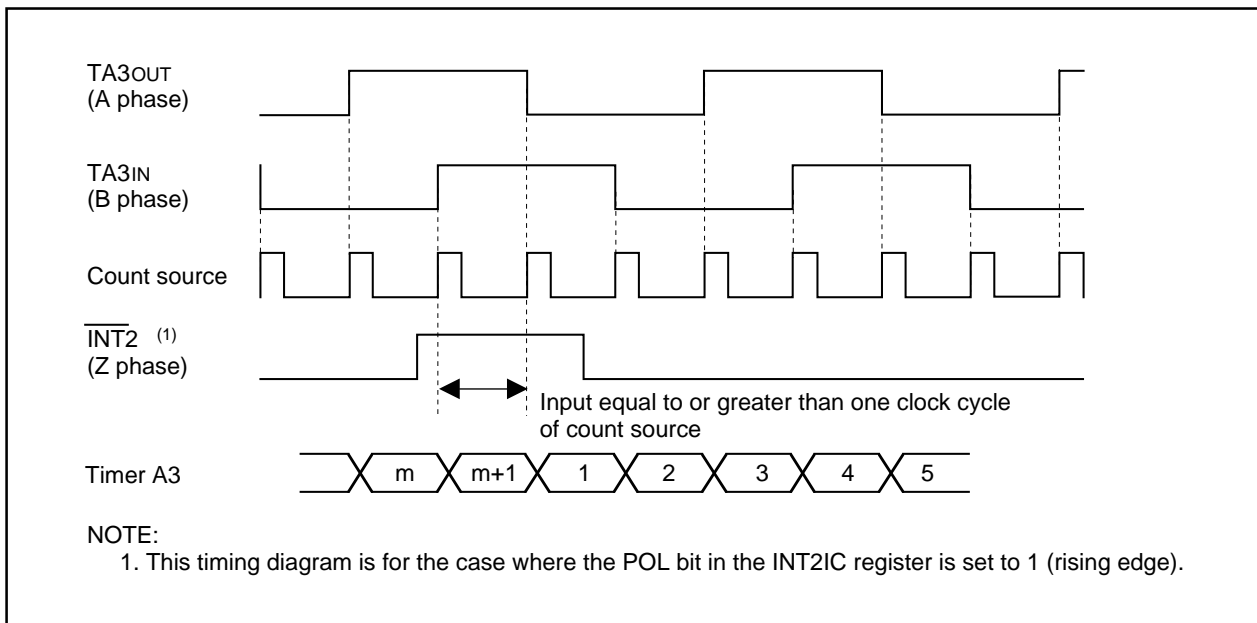 TA3OUT
(A phase)
TA3IN
(B phase)
Count source
INT2 (1)
(Z phase)
Input equal to or greater than one clock cycle
of count source
Timer A3
m
m+1
1
2
3
4
5
NOTE:
1. This timing diagram is for the case where the POL bit in the INT2IC register is set to 1 (rising edge).